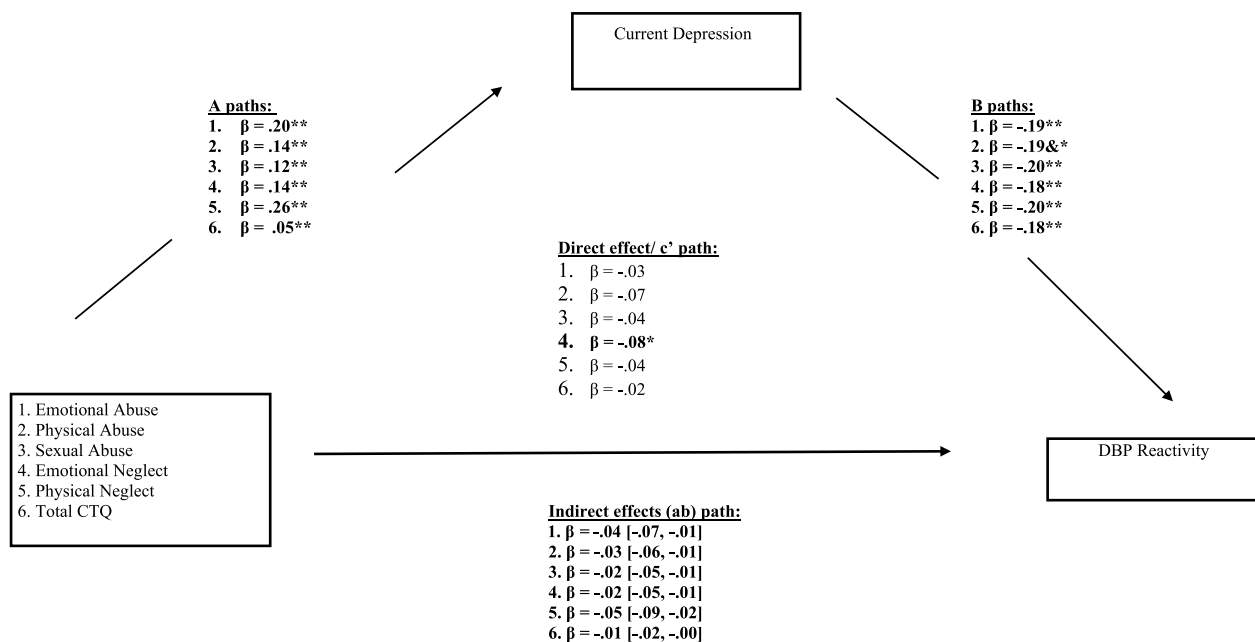 Current Depression
A paths:
1. β = .20**
2. β = .14**
3. β = .12**
4. β = .14**
5. β = .26**
6. β = .05**
B paths:
1. β = -.19**
2. β = -.19&*
3. β = -.20**
4. β = -.18**
5. β = -.20**
6. β = -.18**
Direct effect/ c’ path:
1. β = -.03
2. β = -.07
3. β = -.04
4. β = -.08*
5. β = -.04
6. β = -.02
1. Emotional Abuse
2. Physical Abuse
3. Sexual Abuse
4. Emotional Neglect
5. Physical Neglect
6. Total CTQ
DBP Reactivity
Indirect effects (ab) path:
1. β = -.04 [-.07, -.01]
2. β = -.03 [-.06, -.01]
3. β = -.02 [-.05, -.01]
4. β = -.02 [-.05, -.01]
5. β = -.05 [-.09, -.02]
6. β = -.01 [-.02, -.00]